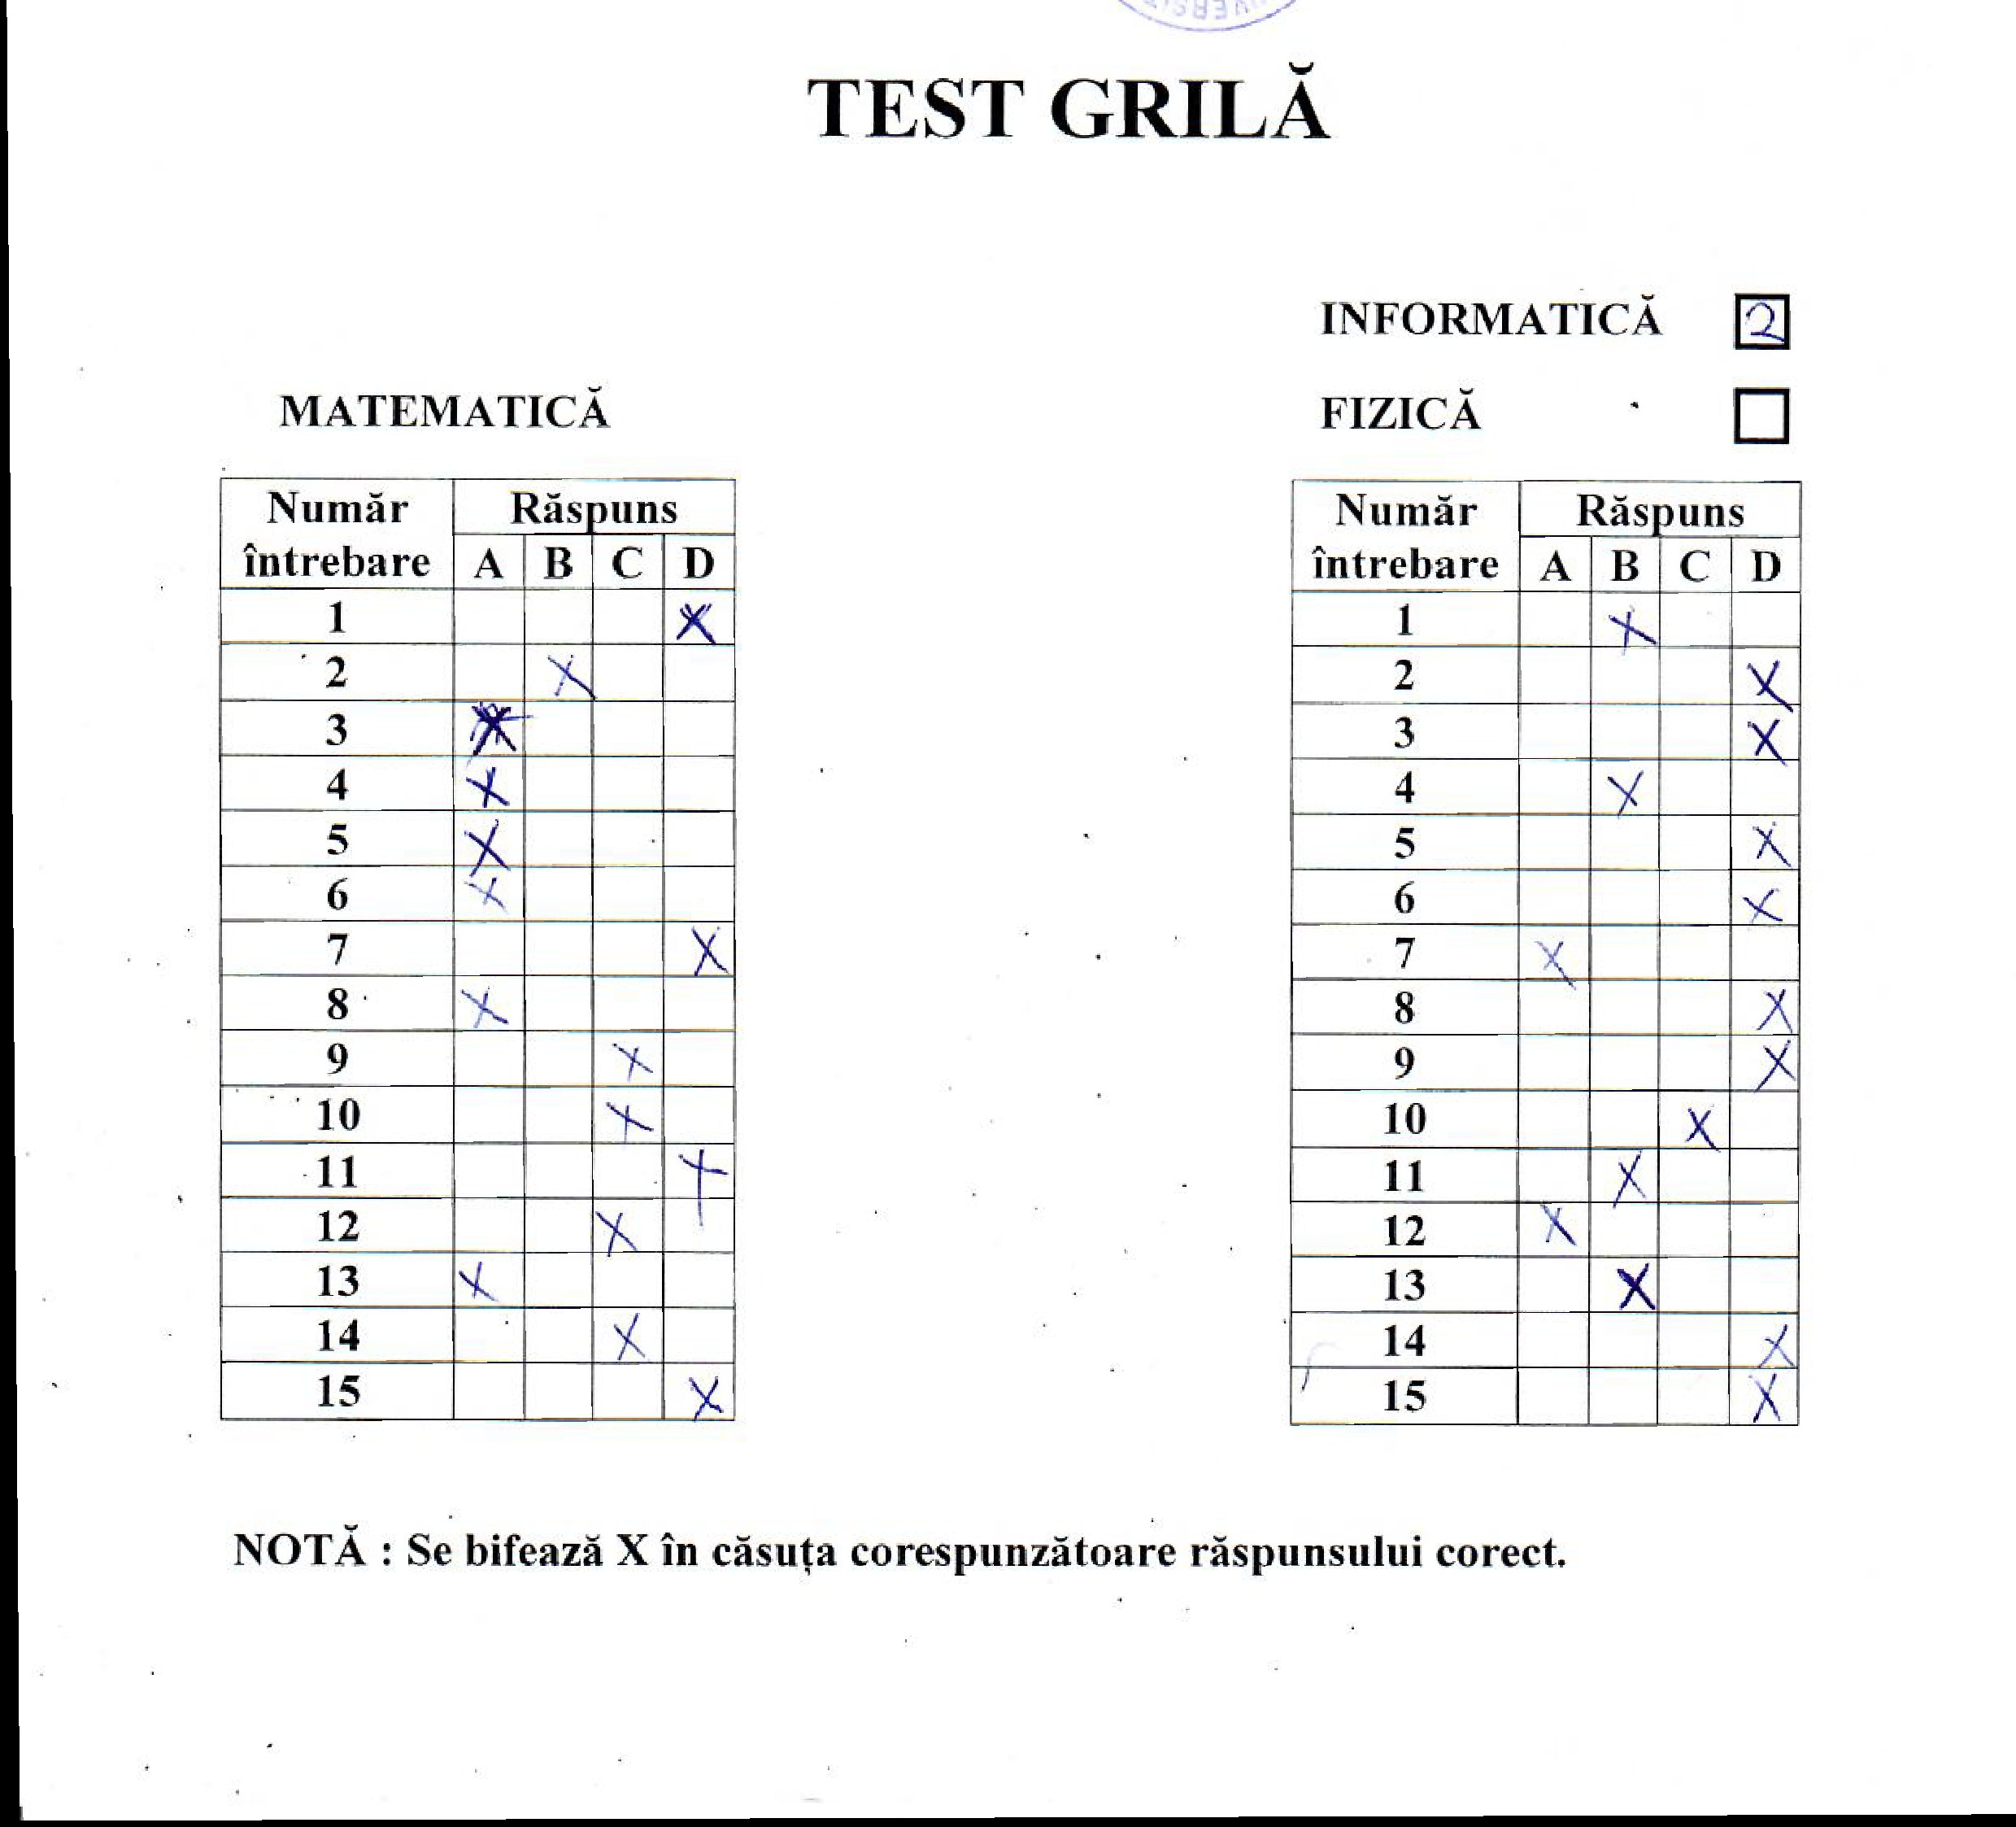 TEST GRILĂ
INFORMATICĂ 2
MATEMATICĂ
FIZICĂ
Număr întrebare Răspuns
A B C D
1 X
2 X
3 X
4 X
5 X
6 X
7 X
8 X
9 X
10 X
11 X
12 X
13 X
14 X
15 X
Număr întrebare Răspuns
A B C D
1 X
2 X
3 X
4 X
5 X
6 X
7 X
8 X
9 X
10 X
11 X
12 X
13 X
14 X
15 X
NOTĂ : Se bifează X în căsuța corespunzătoare răspunsului corect.